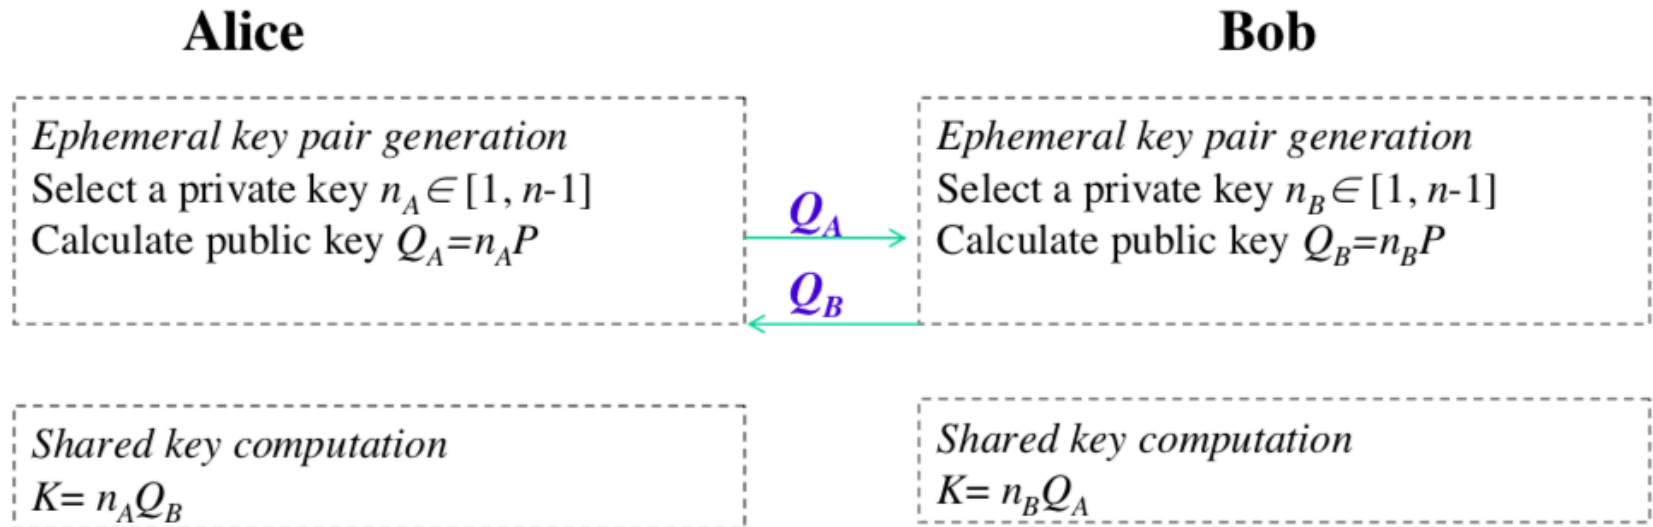 Alice
Bob
Ephemeral key pair generation
Select a private key n_A∈[1, n-1]
Calculate public key Q_A=n_AP
Q_A
Q_B
Ephemeral key pair generation
Select a private key n_B∈[1, n-1]
Calculate public key Q_B=n_BP
Shared key computation
K= n_AQ_B
Shared key computation
K= n_BQ_A